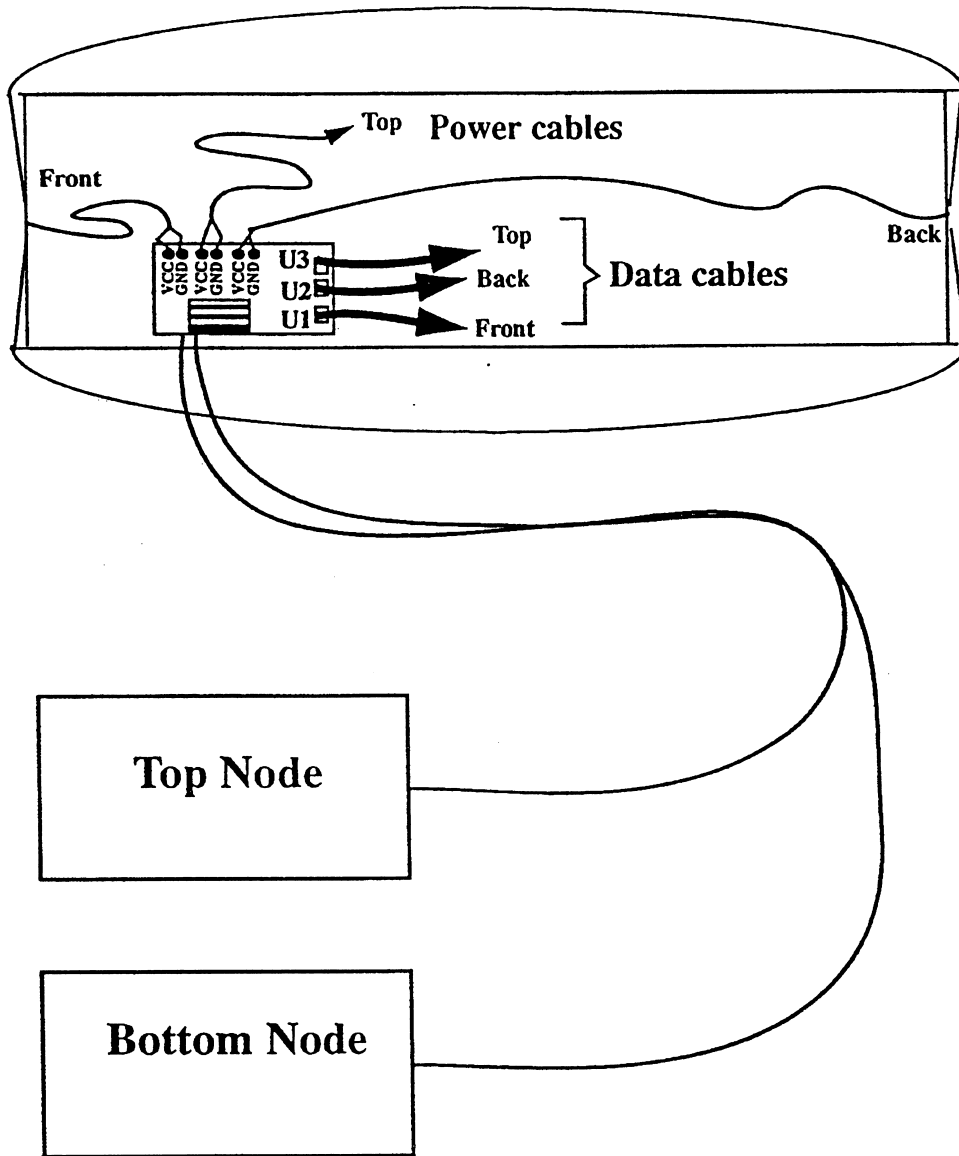 Top Power cables
Front
Top
Back
Back
Data cables
Front
VCC
GND
VCC
GND
VCC
GND
U3
U2
U1
Top Node
Bottom Node